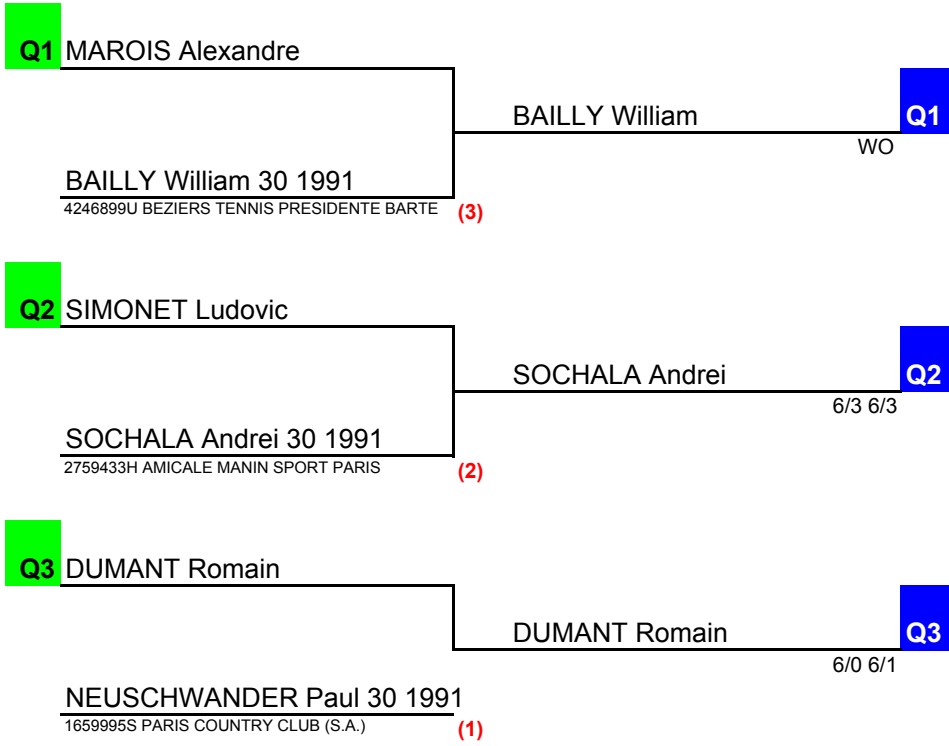 Q1 MAROIS Alexandre
BAILLY William Q1
WO
BAILLY William 30 1991
4246899U BEZIERS TENNIS PRESIDENTE BARTE (3)
Q2 SIMONET Ludovic
SOCHALA Andrei Q2
6/3 6/3
SOCHALA Andrei 30 1991
2759433H AMICALE MANIN SPORT PARIS (2)
Q3 DUMANT Romain
DUMANT Romain Q3
6/0 6/1
NEUSCHWANDER Paul 30 1991
1659995S PARIS COUNTRY CLUB (S.A.) (1)